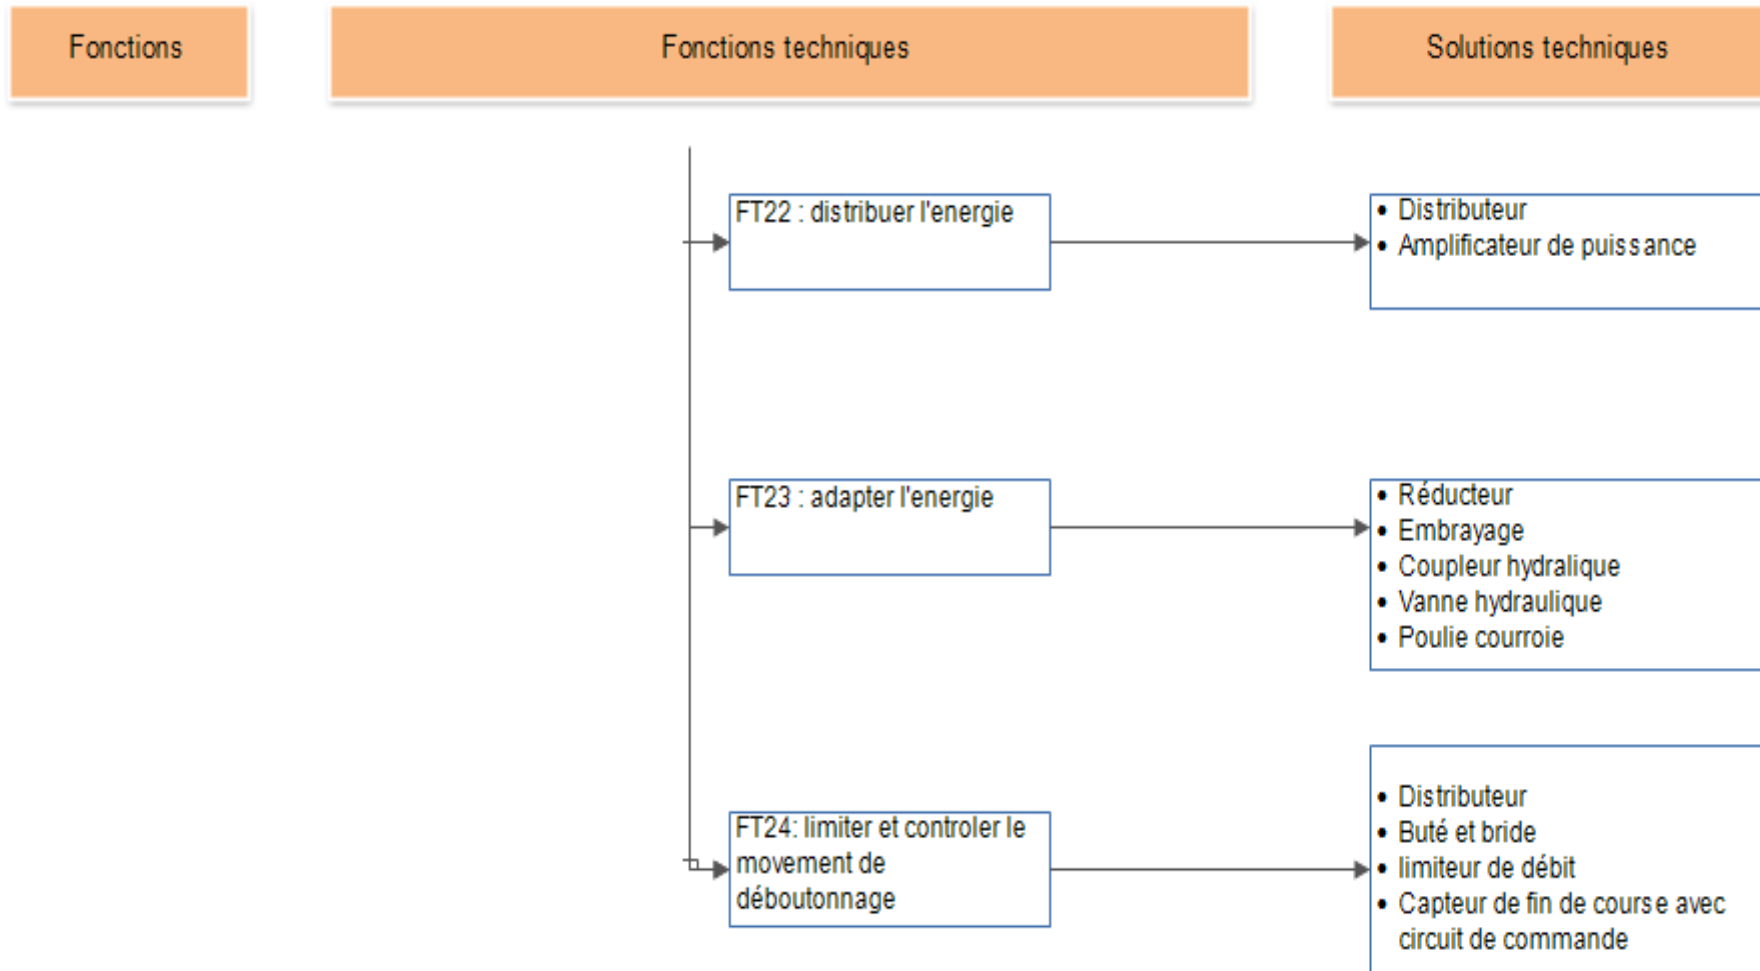 Fonctions
Fonctions techniques
Solutions techniques
FT22 : distribuer l'energie
• Distributeur
• Amplificateur de puissance
FT23 : adapter l'energie
• Réducteur
• Embrayage
• Coupleur hydralique
• Vanne hydraulique
• Poulie courroie
FT24: limiter et controler le
movement de
déboutonnage
• Distributeur
• Buté et bride
• limiteur de débit
• Capteur de fin de course avec
circuit de commande